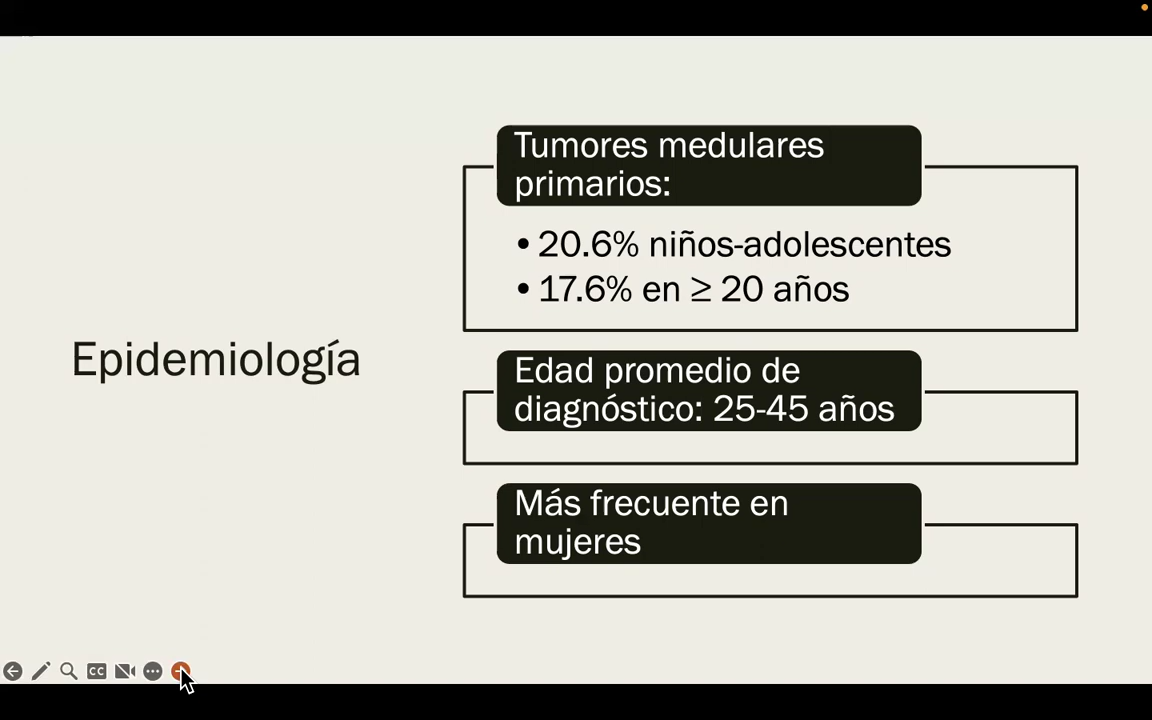 Epidemiología
Tumores medulares
primarios:
• 20.6% niños-adolescentes
• 17.6% en ≥ 20 años
Edad promedio de
diagnóstico: 25-45 años
Más frecuente en
mujeres
CC